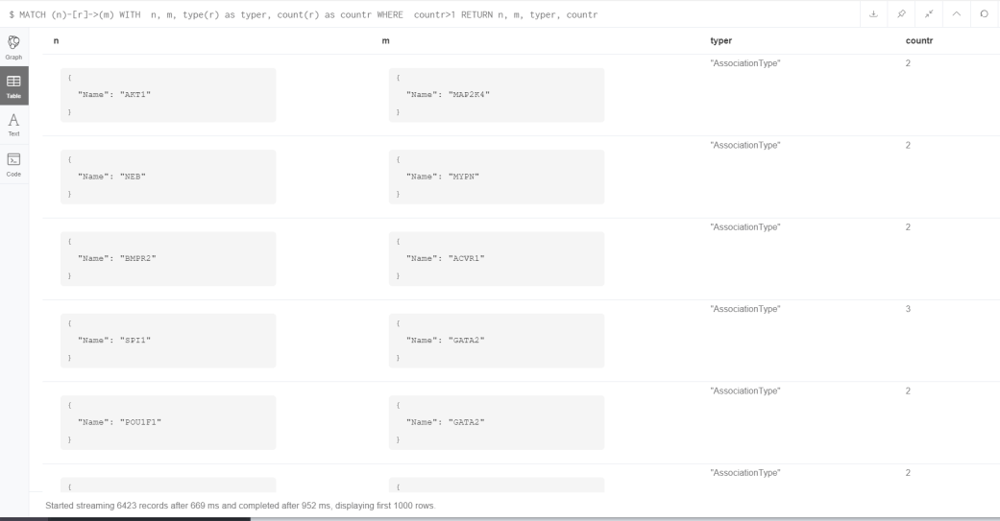 $ MATCH (n)-[r]->(m) WITH  n, m, type(r) as typer, count(r) as countr WHERE  countr>1 RETURN n, m, typer, countr
Graph
Table
Text
Code
n m typer countr
{ { "AssociationType" 2
"Name": "AKT1" "Name": "MAP2K4"
} }
{ { "AssociationType" 2
"Name": "NEB" "Name": "MYPN"
} }
{ { "AssociationType" 2
"Name": "BMPR2" "Name": "ACVR1"
} }
{ { "AssociationType" 3
"Name": "SPI1" "Name": "GATA2"
} }
{ { "AssociationType" 2
"Name": "POU1F1" "Name": "GATA2"
} }
{ { "AssociationType" 2
Started streaming 6423 records after 669 ms and completed after 952 ms, displaying first 1000 rows.